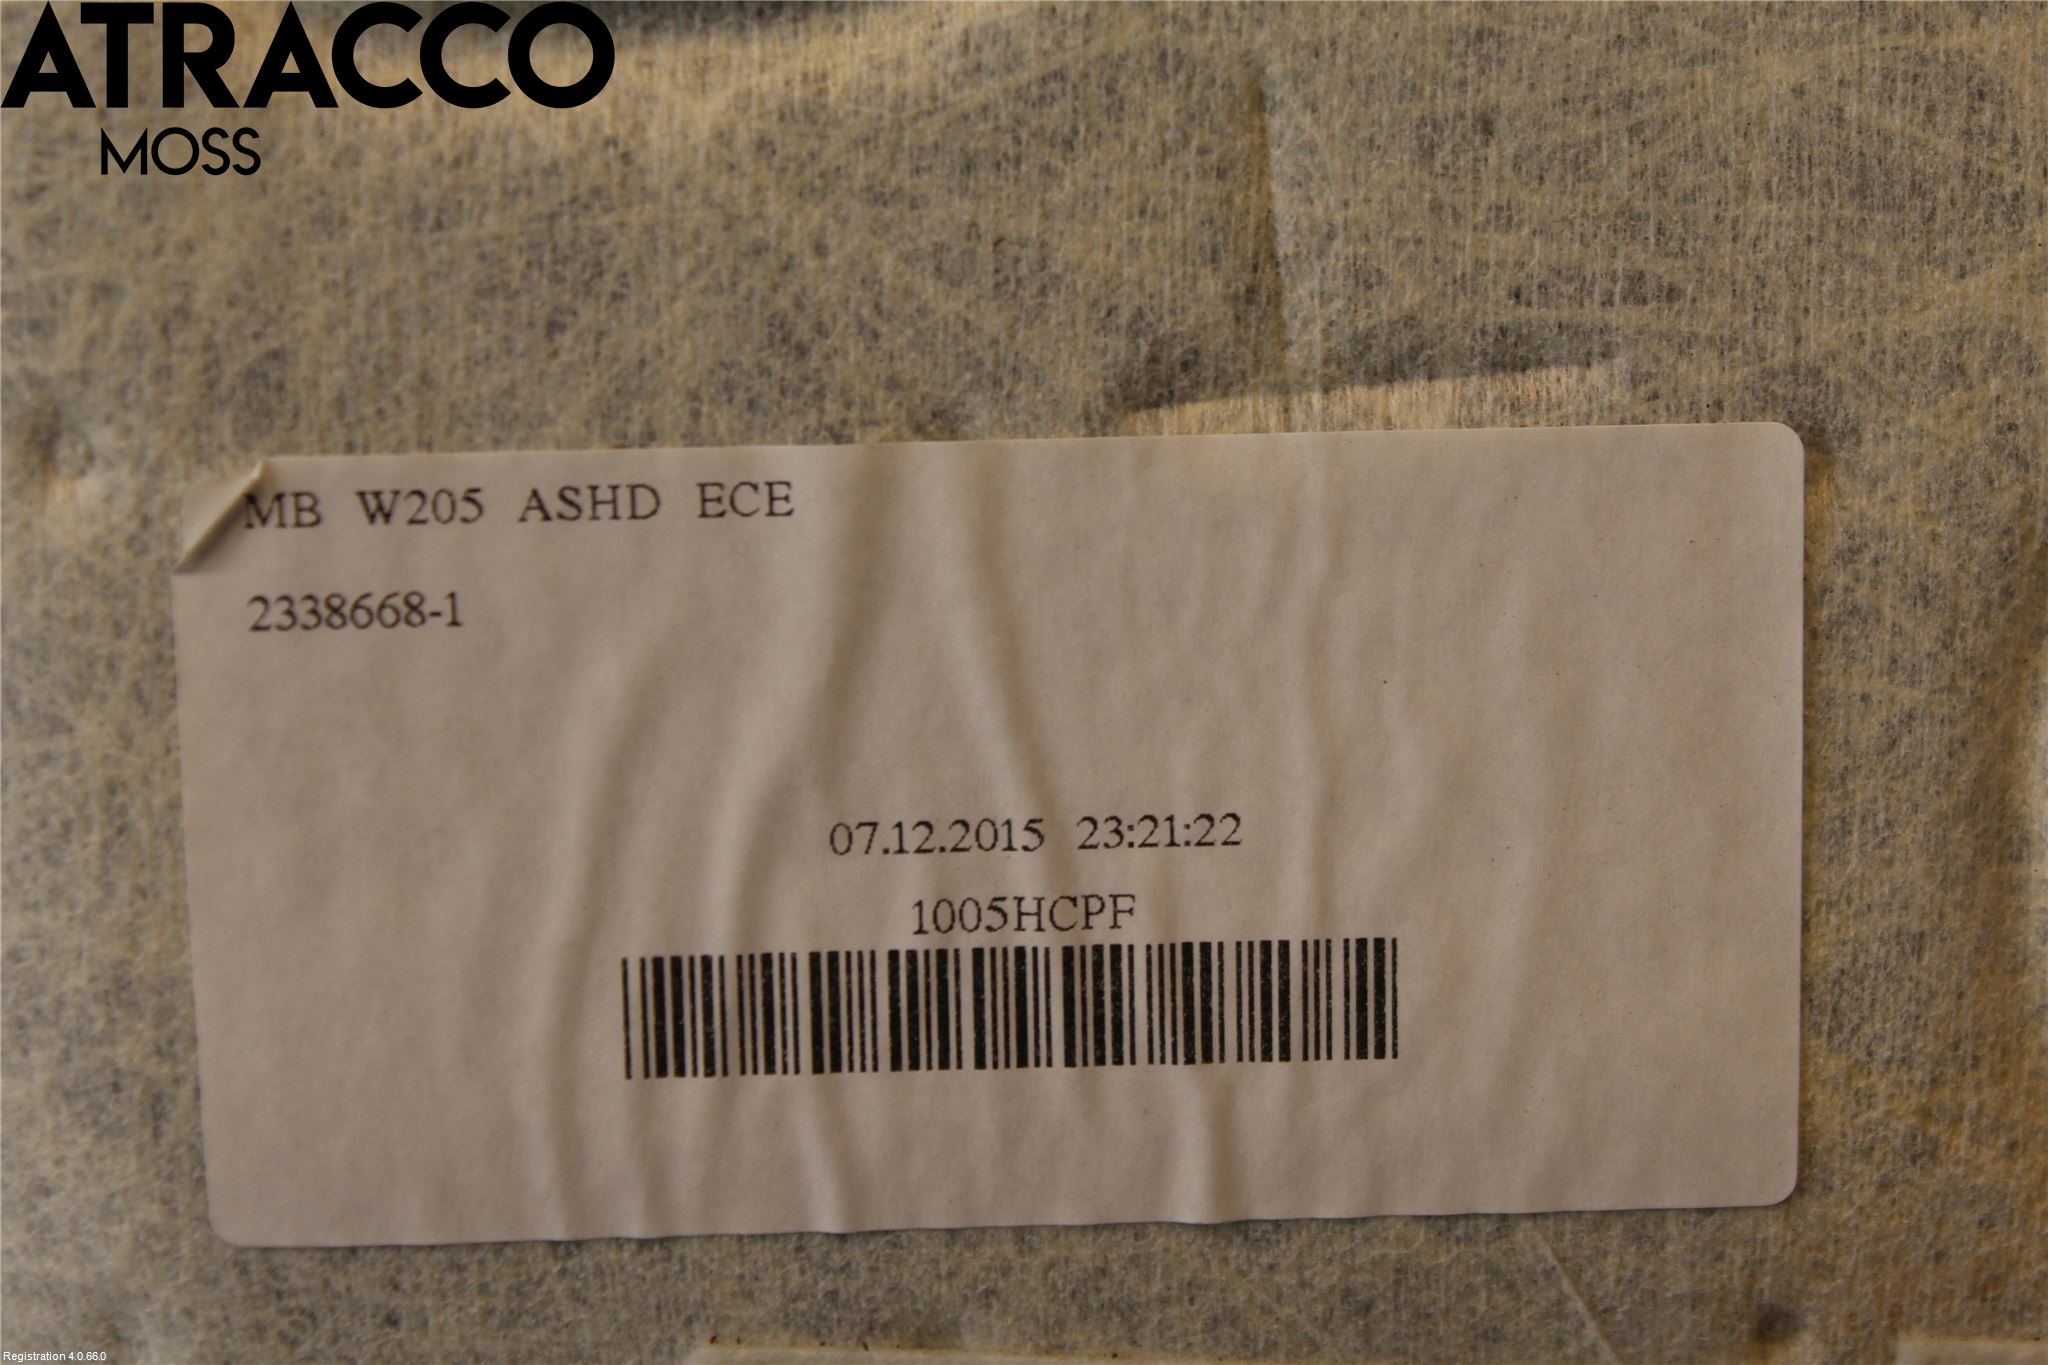 ATRACCO
MOSS
MB W205 ASHD ECE
2338668-1
07.12.2015 23:21:22
1005HCPF
Registration 4.0.66.0